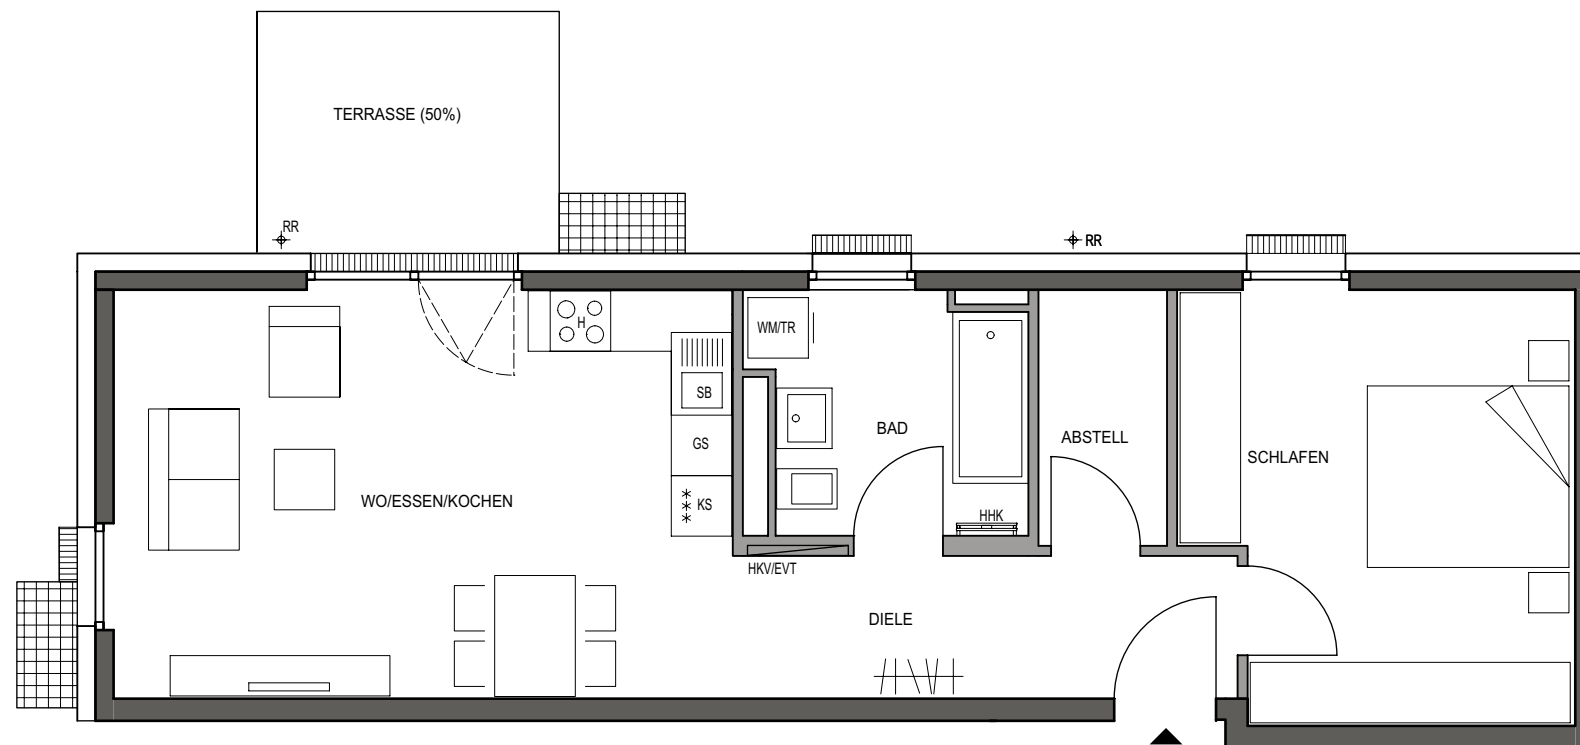 TERRASSE (50%)
RR
RR
H
WM/TR
SB
GS
KS
BAD
ABSTELL
SCHLAFEN
WO/ESSEN/KOCHEN
HHK
HKV/EVT
DIELE